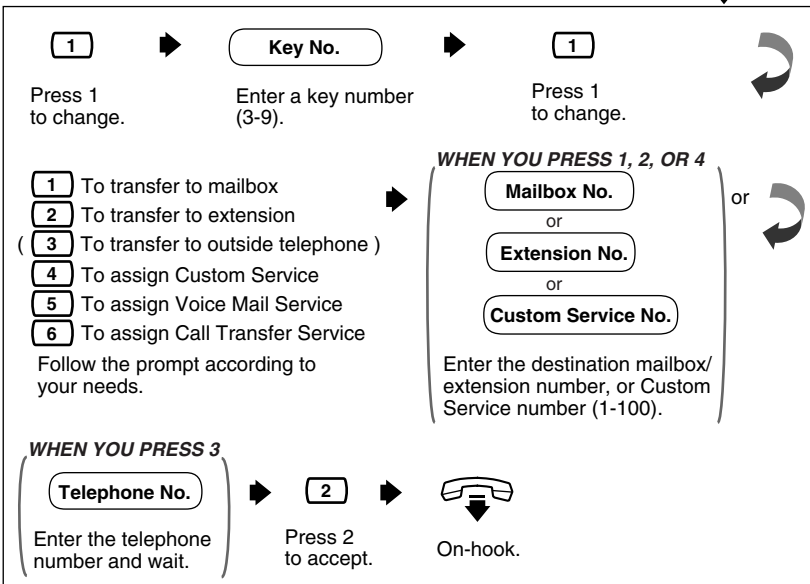 1
Key No.
1
Press 1
to change.
Enter a key number
(3-9).
Press 1
to change.
1 To transfer to mailbox
2 To transfer to extension
( 3 To transfer to outside telephone )
4 To assign Custom Service
5 To assign Voice Mail Service
6 To assign Call Transfer Service
Follow the prompt according to
your needs.
WHEN YOU PRESS 1, 2, OR 4
Mailbox No.
or
Extension No.
or
Custom Service No.
Enter the destination mailbox/
extension number, or Custom
Service number (1-100).
or
WHEN YOU PRESS 3
Telephone No.
Enter the telephone
number and wait.
2
Press 2
to accept.
On-hook.